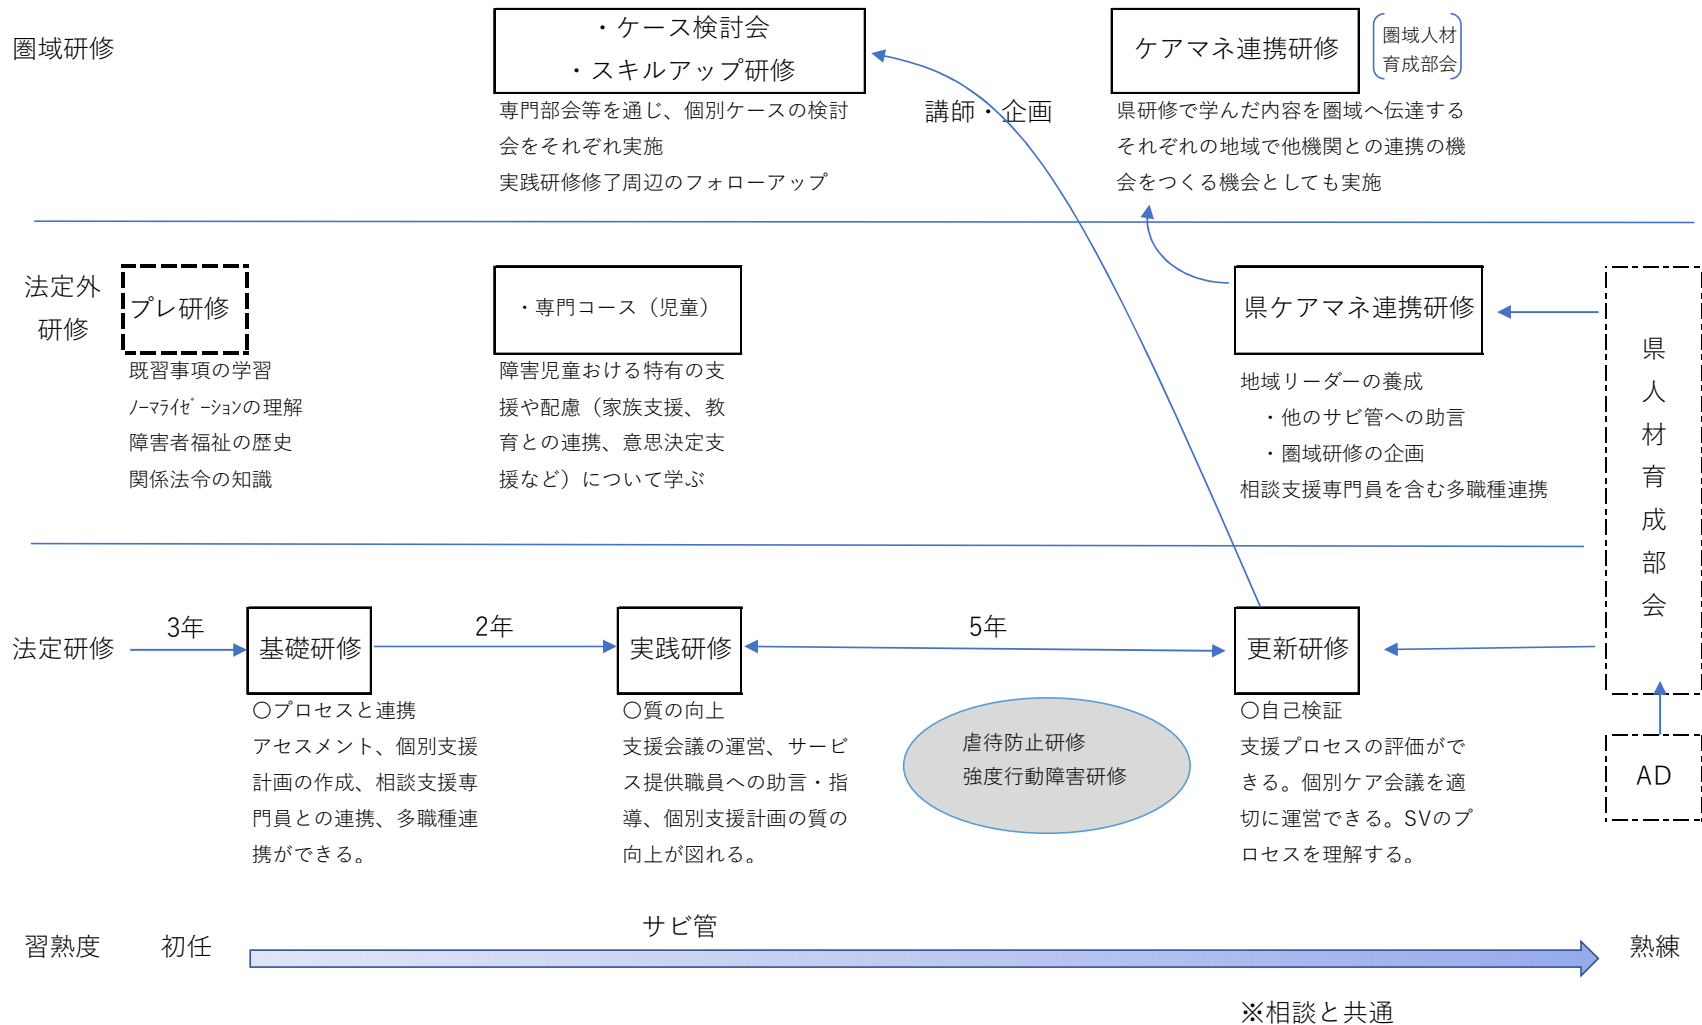 圏域研修
・ケース検討会
・スキルアップ研修
専門部会等を通じ、個別ケースの検討
会をそれぞれ実施
実践研修修了周辺のフォローアップ
講師・企画
ケアマネ連携研修
圏域人材
育成部会
県研修で学んだ内容を圏域へ伝達する
それぞれの地域で他機関との連携の機
会をつくる機会としても実施
法定外
研修
プレ研修
既習事項の学習
ﾉｰﾏﾗｲｾﾞｰｼｮﾝの理解
障害者福祉の歴史
関係法令の知識
・専門コース（児童）
障害児童おける特有の支
援や配慮（家族支援、教
育との連携、意思決定支
援など）について学ぶ
県ケアマネ連携研修
地域リーダーの養成
・他のサビ管への助言
・圏域研修の企画
相談支援専門員を含む多職種連携
県人材育成部会
法定研修
3年
基礎研修
〇プロセスと連携
アセスメント、個別支援
計画の作成、相談支援専
門員との連携、多職種連
携ができる。
2年
実践研修
〇質の向上
支援会議の運営、サービ
ス提供職員への助言・指
導、個別支援計画の質の
向上が図れる。
5年
虐待防止研修
強度行動障害研修
更新研修
〇自己検証
支援プロセスの評価がで
きる。個別ケア会議を適
切に運営できる。SVのプ
ロセスを理解する。
AD
習熟度
初任
サビ管
熟練
※相談と共通